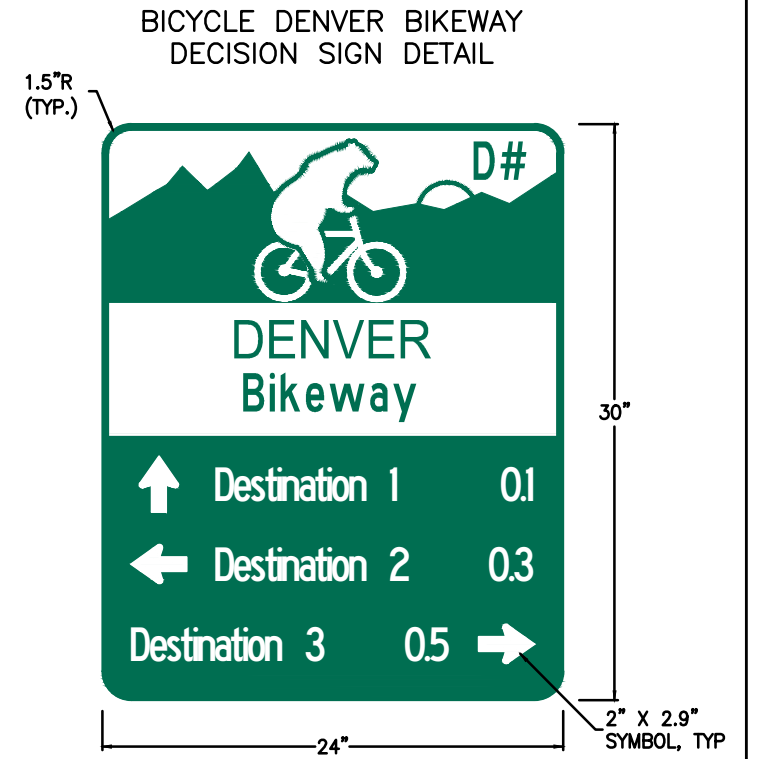 BICYCLE DENVER BIKEWAY
DECISION SIGN DETAIL
1.5"R
(TYP.)
D#
DENVER
Bikeway
30"
Destination 1 0.1
Destination 2 0.3
Destination 3 0.5
2" X 2.9"
SYMBOL, TYP
24"